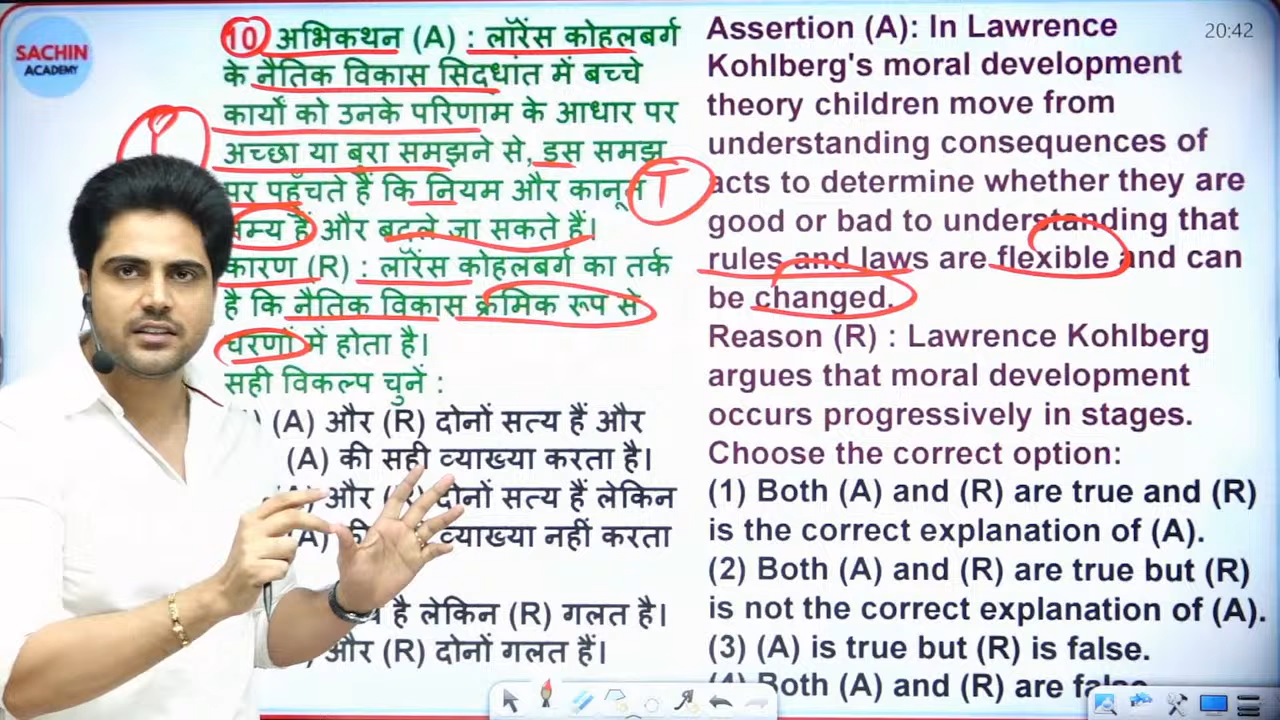 SACHIN
ACADEMY
10 अभिकथन (A) : लॉरेंस कोहलबर्ग
के नैतिक विकास सिद्धांत में बच्चे
कार्यों को उनके परिणाम के आधार पर
अच्छा या बुरा समझने से, इस समझ
पर पहुँचते हैं कि नियम और कानून
हैं और बदले जा सकते हैं।
कारण (R) : लॉरेंस कोहलबर्ग का तर्क
है कि नैतिक विकास क्रमिक रूप से
चरणों में होता है।
सही विकल्प चुनें :
(A) और (R) दोनों सत्य हैं और
(A) की सही व्याख्या करता है।
और दोनों सत्य हैं लेकिन
व्याख्या नहीं करता
है लेकिन (R) गलत है।
और (R) दोनों गलत हैं।
T
20:42
Assertion (A): In Lawrence
Kohlberg's moral development
theory children move from
understanding consequences of
acts to determine whether they are
good or bad to understanding that
rules and laws are flexible and can
be changed.
Reason (R) : Lawrence Kohlberg
argues that moral development
occurs progressively in stages.
Choose the correct option:
(1) Both (A) and (R) are true and (R)
is the correct explanation of (A).
(2) Both (A) and (R) are true but (R)
is not the correct explanation of (A).
(3) (A) is true but (R) is false.
(4) Both (A) and (R) are false.